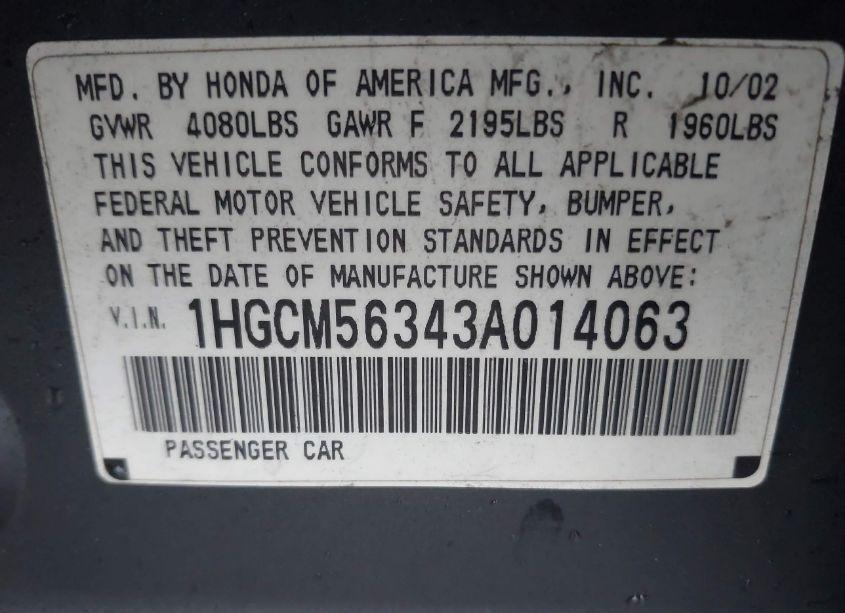 MFD. BY HONDA OF AMERICA MFG., INC. 10/02
GVWR 4080LBS GAWR F 2195LBS R 1960LBS
THIS VEHICLE CONFORMS TO ALL APPLICABLE
FEDERAL MOTOR VEHICLE SAFETY, BUMPER,
AND THEFT PREVENTION STANDARDS IN EFFECT
ON THE DATE OF MANUFACTURE SHOWN ABOVE:
V.I.N. 1HGCM56343A014063
PASSENGER CAR